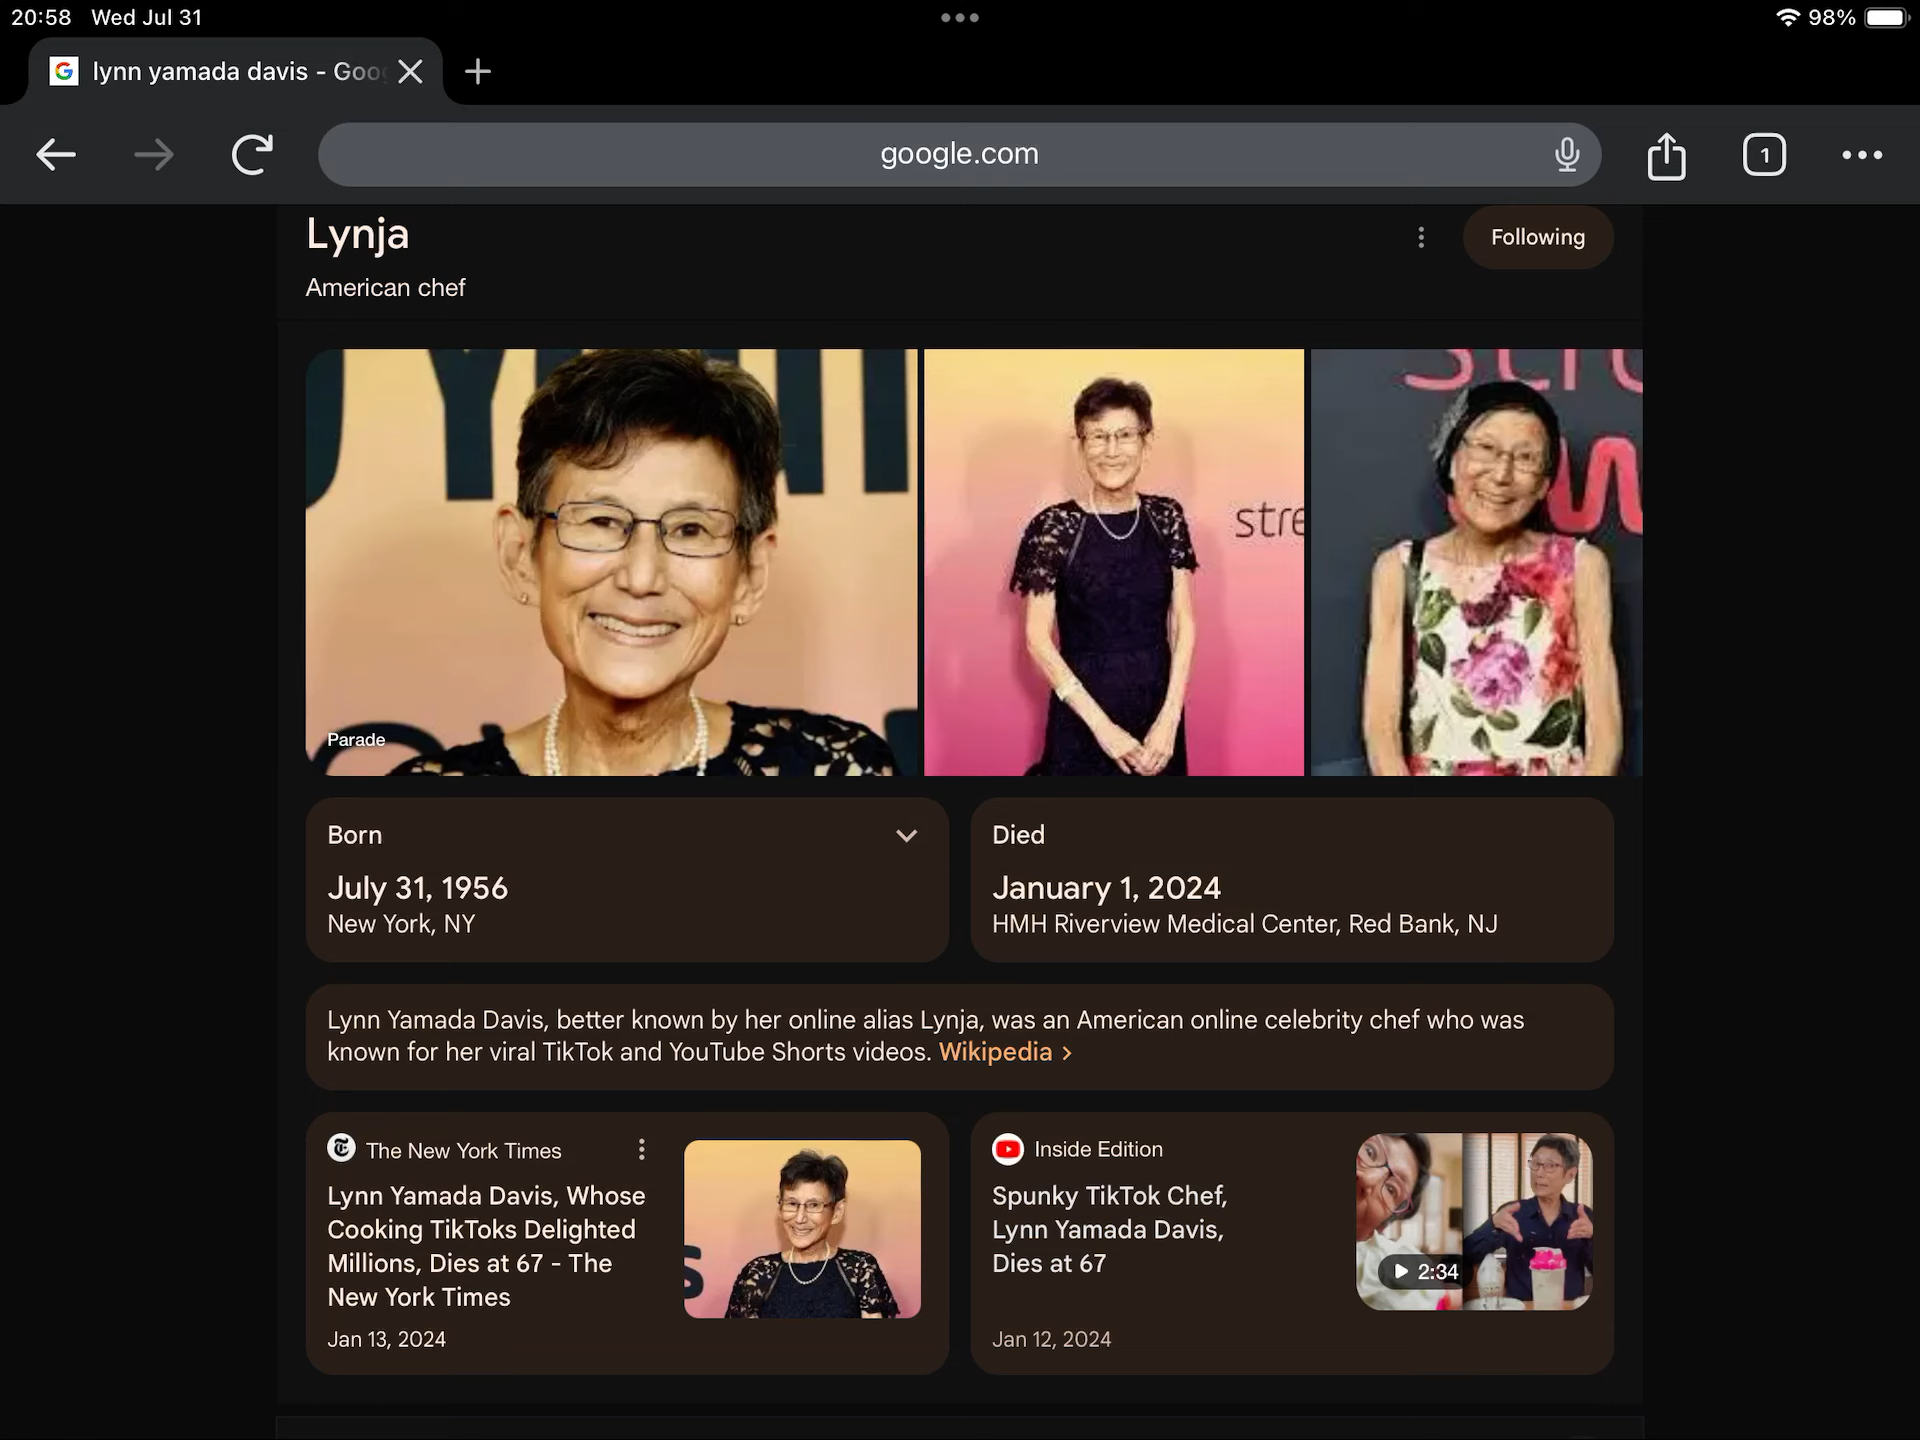 20:58 Wed Jul 31
98%
lynn yamada davis - Goo
google.com
1
Lynja
Following
American chef
Parade
stre
Born
July 31, 1956
New York, NY
Died
January 1, 2024
HMH Riverview Medical Center, Red Bank, NJ
Lynn Yamada Davis, better known by her online alias Lynja, was an American online celebrity chef who was
known for her viral TikTok and YouTube Shorts videos. Wikipedia
The New York Times
Lynn Yamada Davis, Whose
Cooking TikToks Delighted
Millions, Dies at 67 - The
New York Times
Jan 13, 2024
Inside Edition
Spunky TikTok Chef,
Lynn Yamada Davis,
Dies at 67
2:34
Jan 12, 2024